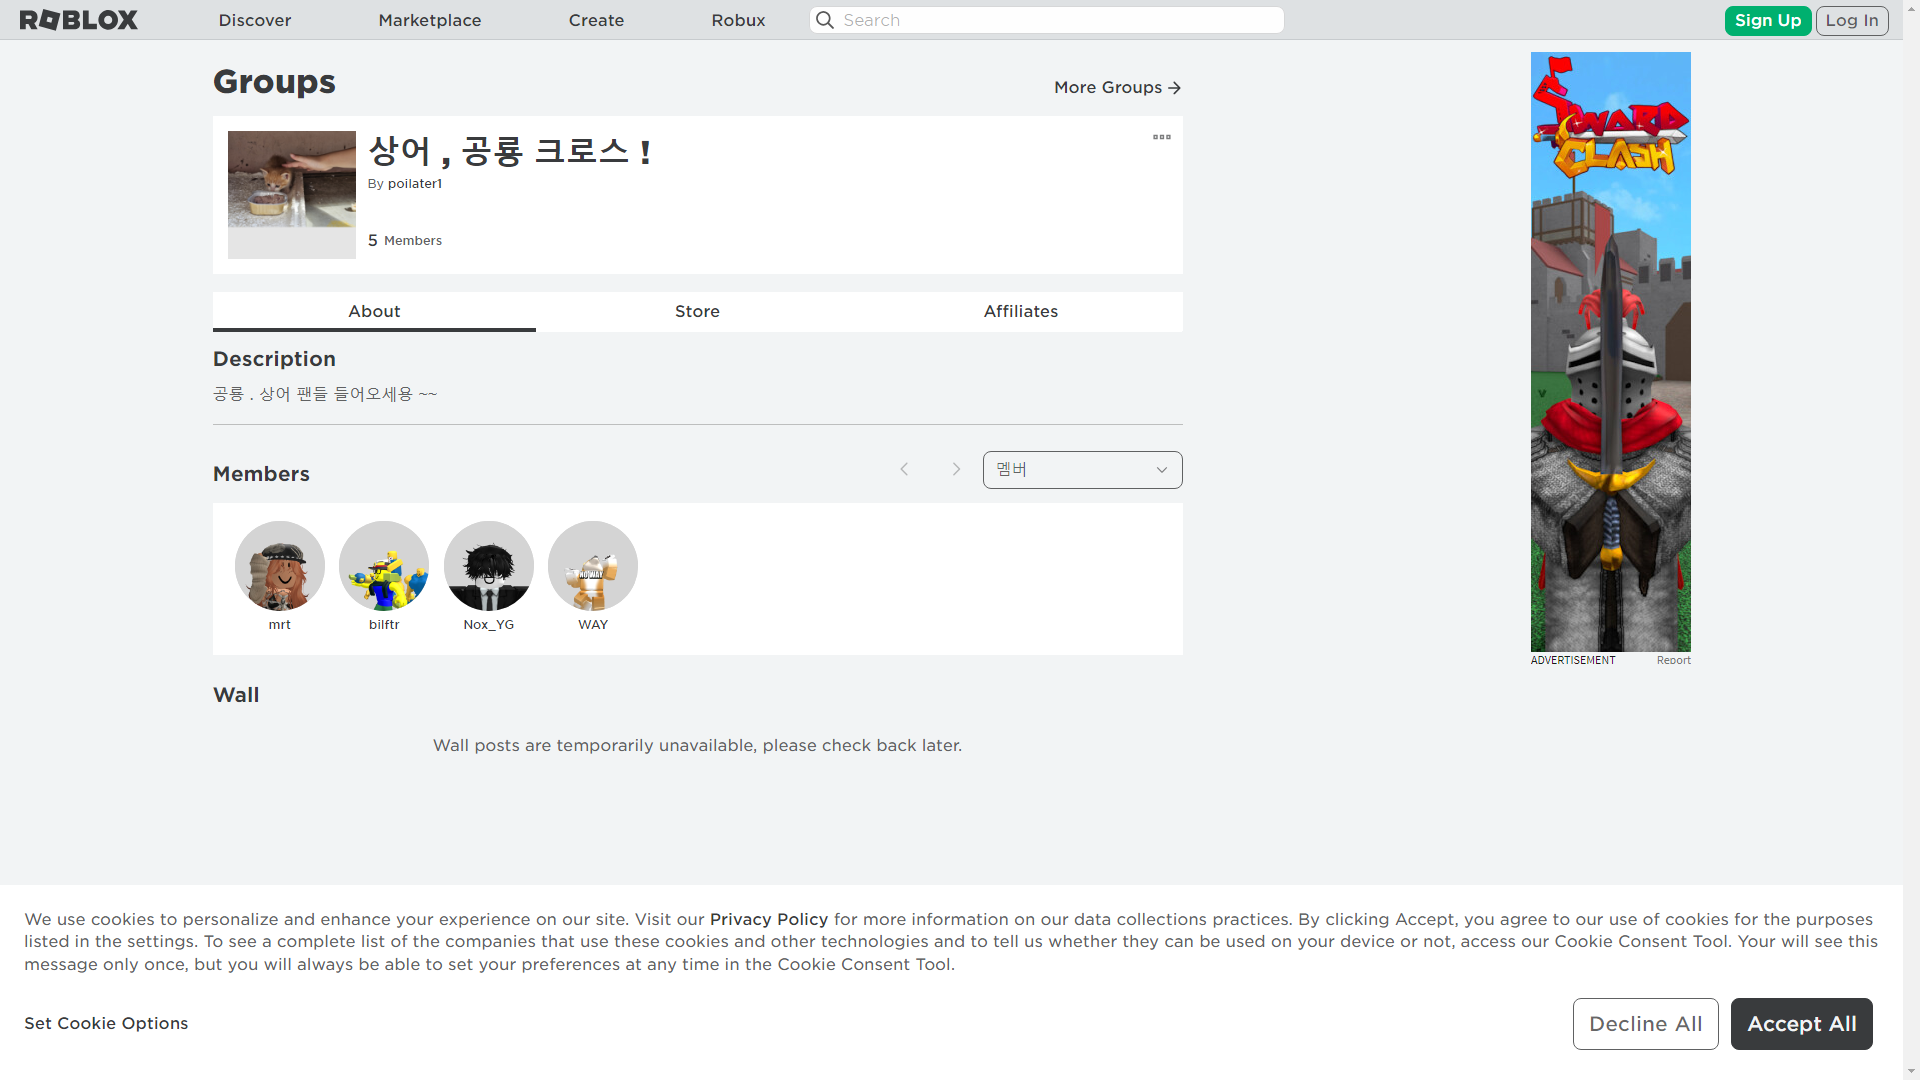 ROBLOX
Discover
Marketplace
Create
Robux
Search
Sign Up
Log In
Groups
More Groups
상어 , 공룡 크로스 !
By poilater1
5 Members
About
Store
Affiliates
Description
공룡 . 상어 팬들 들어오세용 ~~
Members
멤버
mrt
bilftr
Nox_YG
NO WAY
WAY
Wall
Wall posts are temporarily unavailable, please check back later.
SWORD
CLASH
ADVERTISEMENT
Report
We use cookies to personalize and enhance your experience on our site. Visit our Privacy Policy for more information on our data collections practices. By clicking Accept, you agree to our use of cookies for the purposes
listed in the settings. To see a complete list of the companies that use these cookies and other technologies and to tell us whether they can be used on your device or not, access our Cookie Consent Tool. Your will see this
message only once, but you will always be able to set your preferences at any time in the Cookie Consent Tool.
Set Cookie Options
Decline All
Accept All